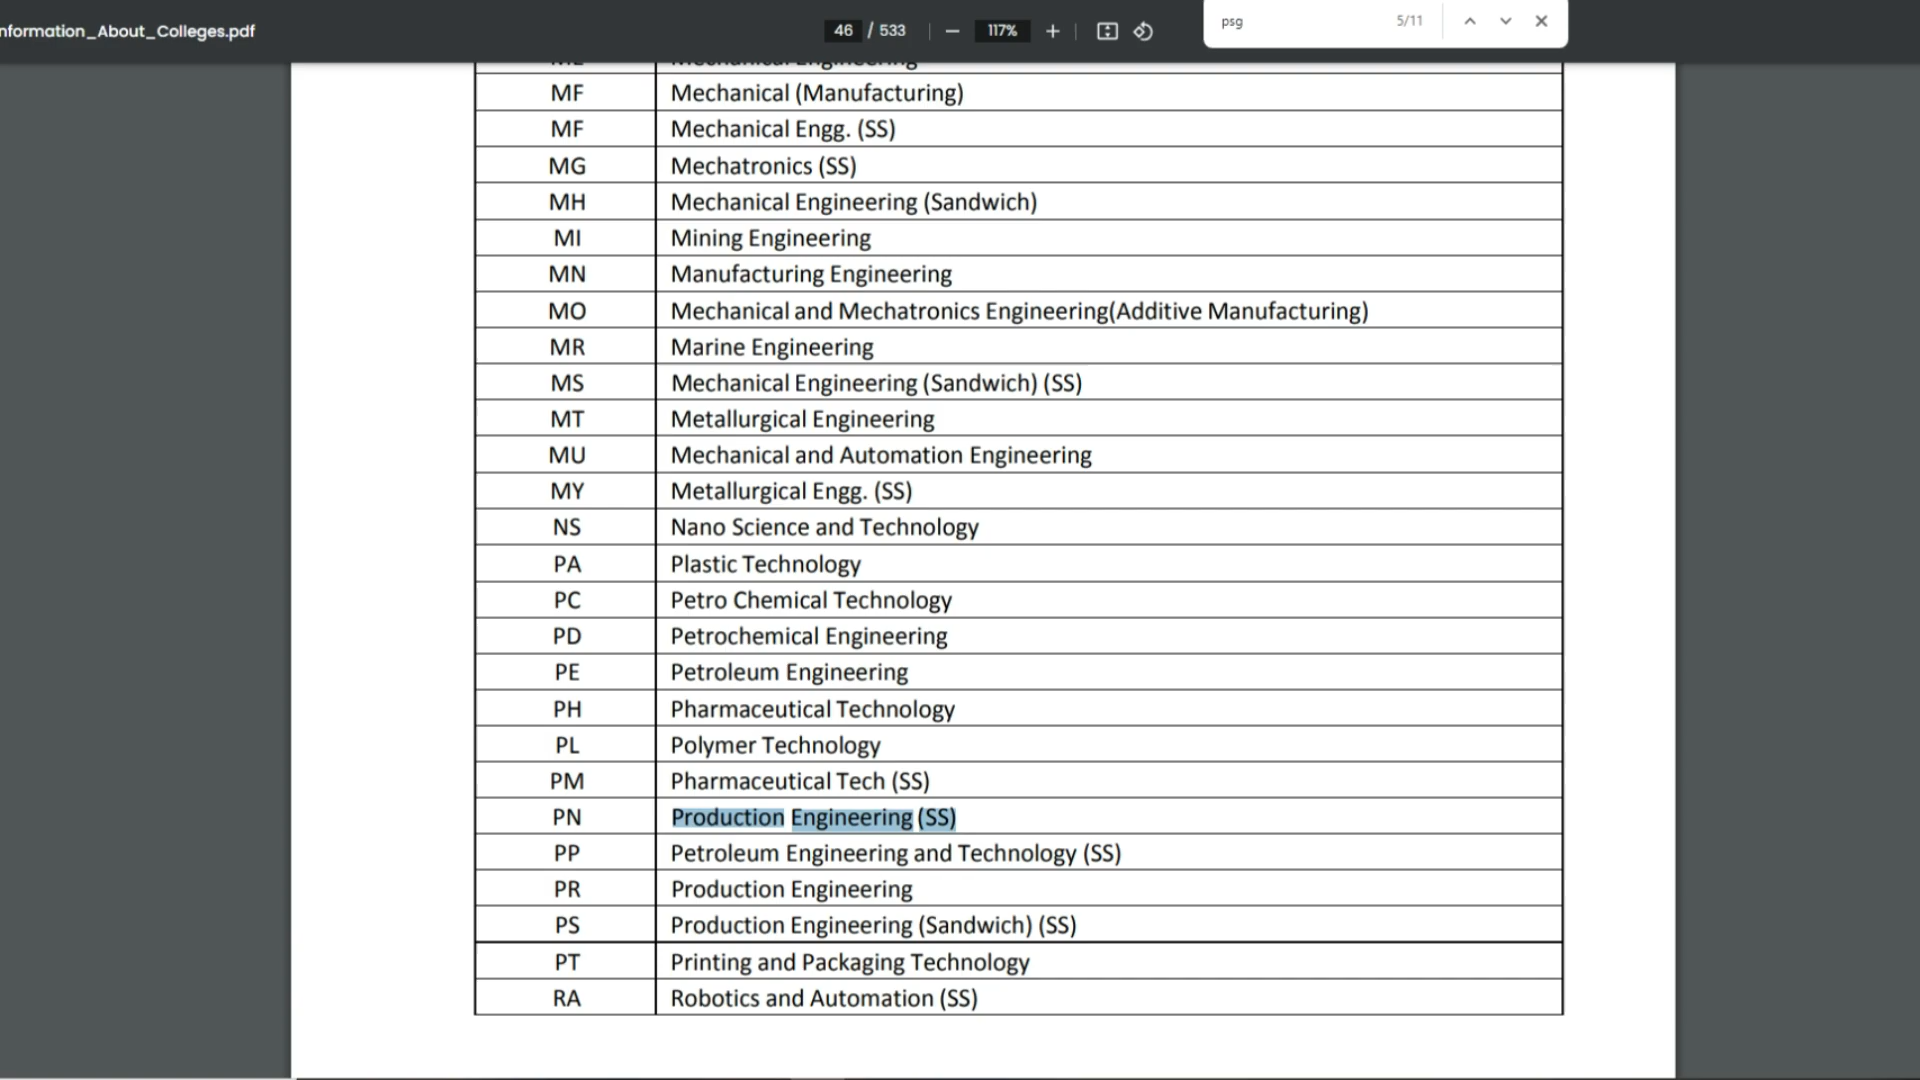 nformation_About_Colleges.pdf
46 / 533
117%
psg
5/11
MF Mechanical (Manufacturing)
MF Mechanical Engg. (SS)
MG Mechatronics (SS)
MH Mechanical Engineering (Sandwich)
MI Mining Engineering
MN Manufacturing Engineering
MO Mechanical and Mechatronics Engineering(Additive Manufacturing)
MR Marine Engineering
MS Mechanical Engineering (Sandwich) (SS)
MT Metallurgical Engineering
MU Mechanical and Automation Engineering
MY Metallurgical Engg. (SS)
NS Nano Science and Technology
PA Plastic Technology
PC Petro Chemical Technology
PD Petrochemical Engineering
PE Petroleum Engineering
PH Pharmaceutical Technology
PL Polymer Technology
PM Pharmaceutical Tech (SS)
PN Production Engineering (SS)
PP Petroleum Engineering and Technology (SS)
PR Production Engineering
PS Production Engineering (Sandwich) (SS)
PT Printing and Packaging Technology
RA Robotics and Automation (SS)